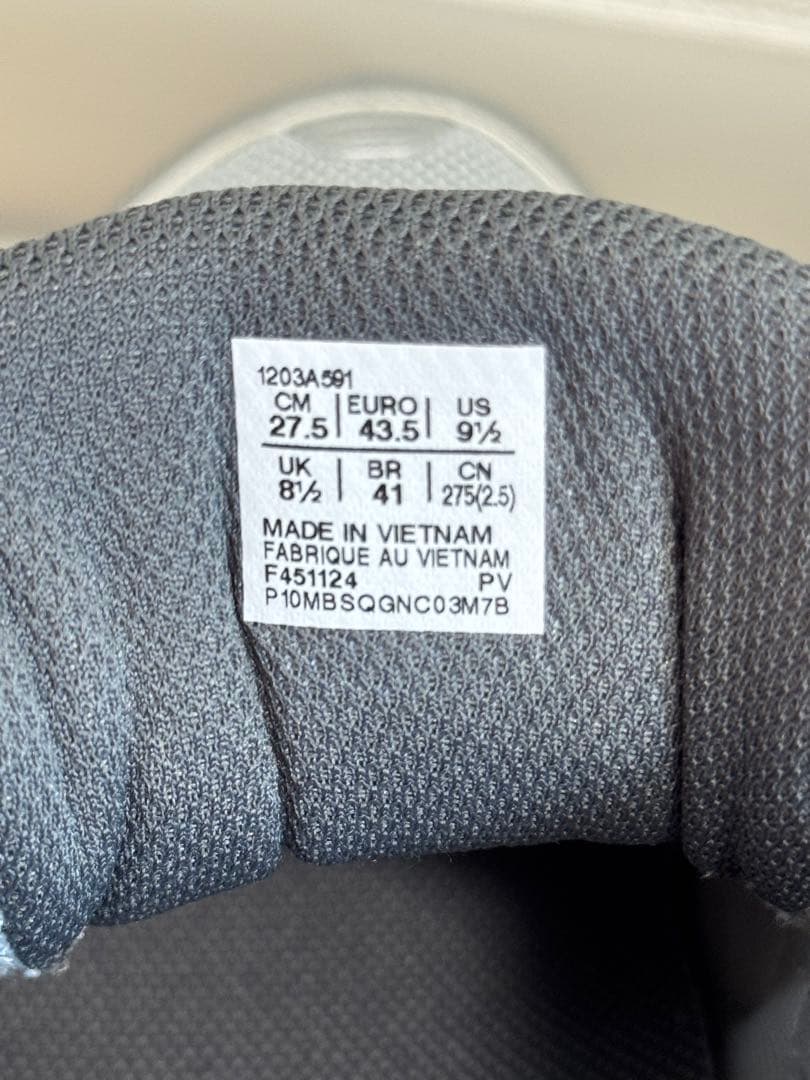 1203A591
CM | EURO | US
27.5 | 43.5 | 9½
UK | BR | CN
8½ | 41 | 275(2.5)
MADE IN VIETNAM
FABRIQUE AU VIETNAM
F451124 PV
P10MBSQGNC03M7B